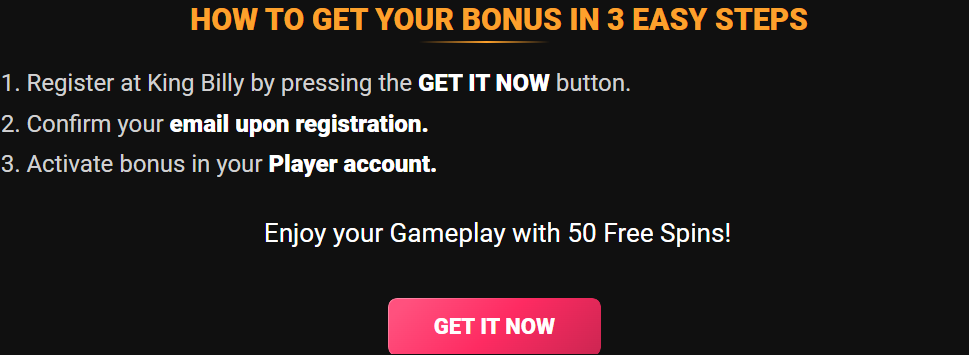 HOW TO GET YOUR BONUS IN 3 EASY STEPS
1. Register at King Billy by pressing the GET IT NOW button.
2. Confirm your email upon registration.
3. Activate bonus in your Player account.
Enjoy your Gameplay with 50 Free Spins!
GET IT NOW